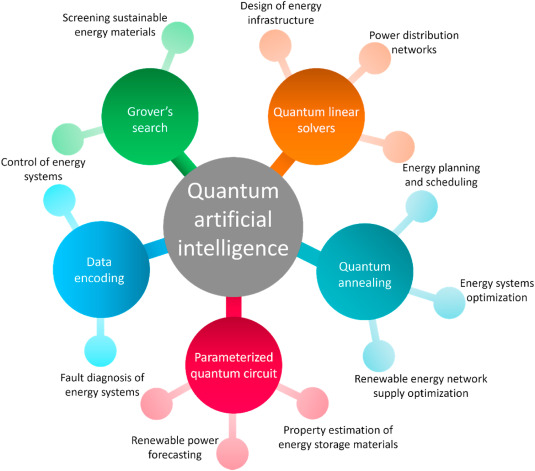 Screening sustainable
energy materials
Design of energy
infrastructure
Power distribution
networks
Grover's
search
Quantum linear
solvers
Control of energy
systems
Energy planning
and scheduling
Quantum
artificial
intelligence
Data
encoding
Quantum
annealing
Energy systems
optimization
Fault diagnosis of
energy systems
Parameterized
quantum circuit
Renewable energy network
supply optimization
Renewable power
forecasting
Property estimation of
energy storage materials